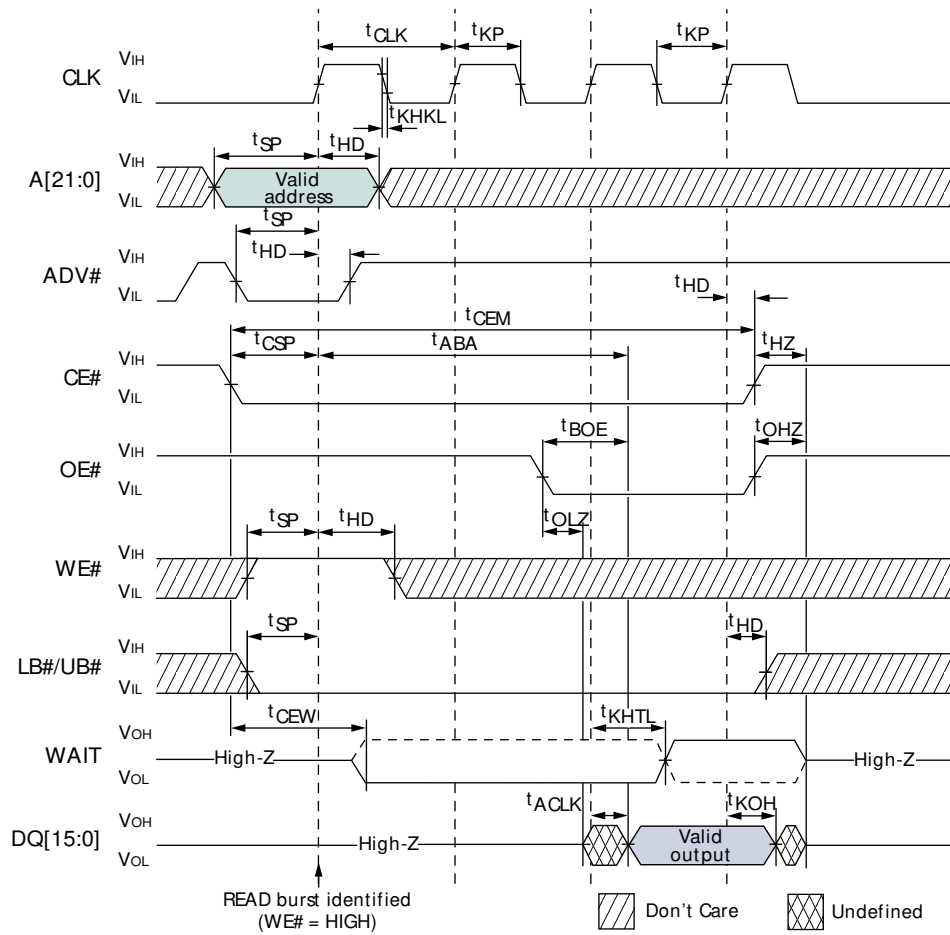 tCLK tKP tKP
VIH
CLK
VIL
tKHKL
tSP tHD
VIH
A[21:0] Valid
address
VIL
tSP
VIH tHD
ADV#
VIL
tHD
tCEM
tCSP tABA tHZ
VIH
CE#
VIL
tBOE tOHZ
VIH
OE#
VIL
tOLZ
tSP tHD
VIH
WE#
VIL
tSP tHD
VIH
LB#/UB#
VIL
tCEW tKHTL
VOH
WAIT High-Z High-Z
VOL
tACLK tKOH
VOH
DQ[15:0] High-Z Valid
output
VOL
READ burst identified
(WE# = HIGH)
Don't Care Undefined